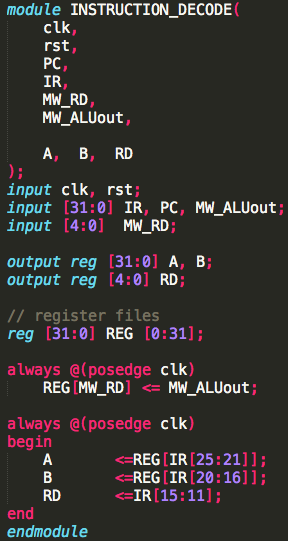 module INSTRUCTION_DECODE(
    clk,
    rst,
    PC,
    IR,
    MW_RD,
    MW_ALUout,

    A,  B,  RD
);
input clk, rst;
input [31:0] IR, PC, MW_ALUout;
input [4:0]  MW_RD;

output reg [31:0] A, B;
output reg [4:0] RD;

// register files
reg [31:0] REG [0:31];

always @(posedge clk)
    REG[MW_RD] <= MW_ALUout;

always @(posedge clk)
begin
    A       <=REG[IR[25:21]];
    B       <=REG[IR[20:16]];
    RD      <=IR[15:11];
end
endmodule